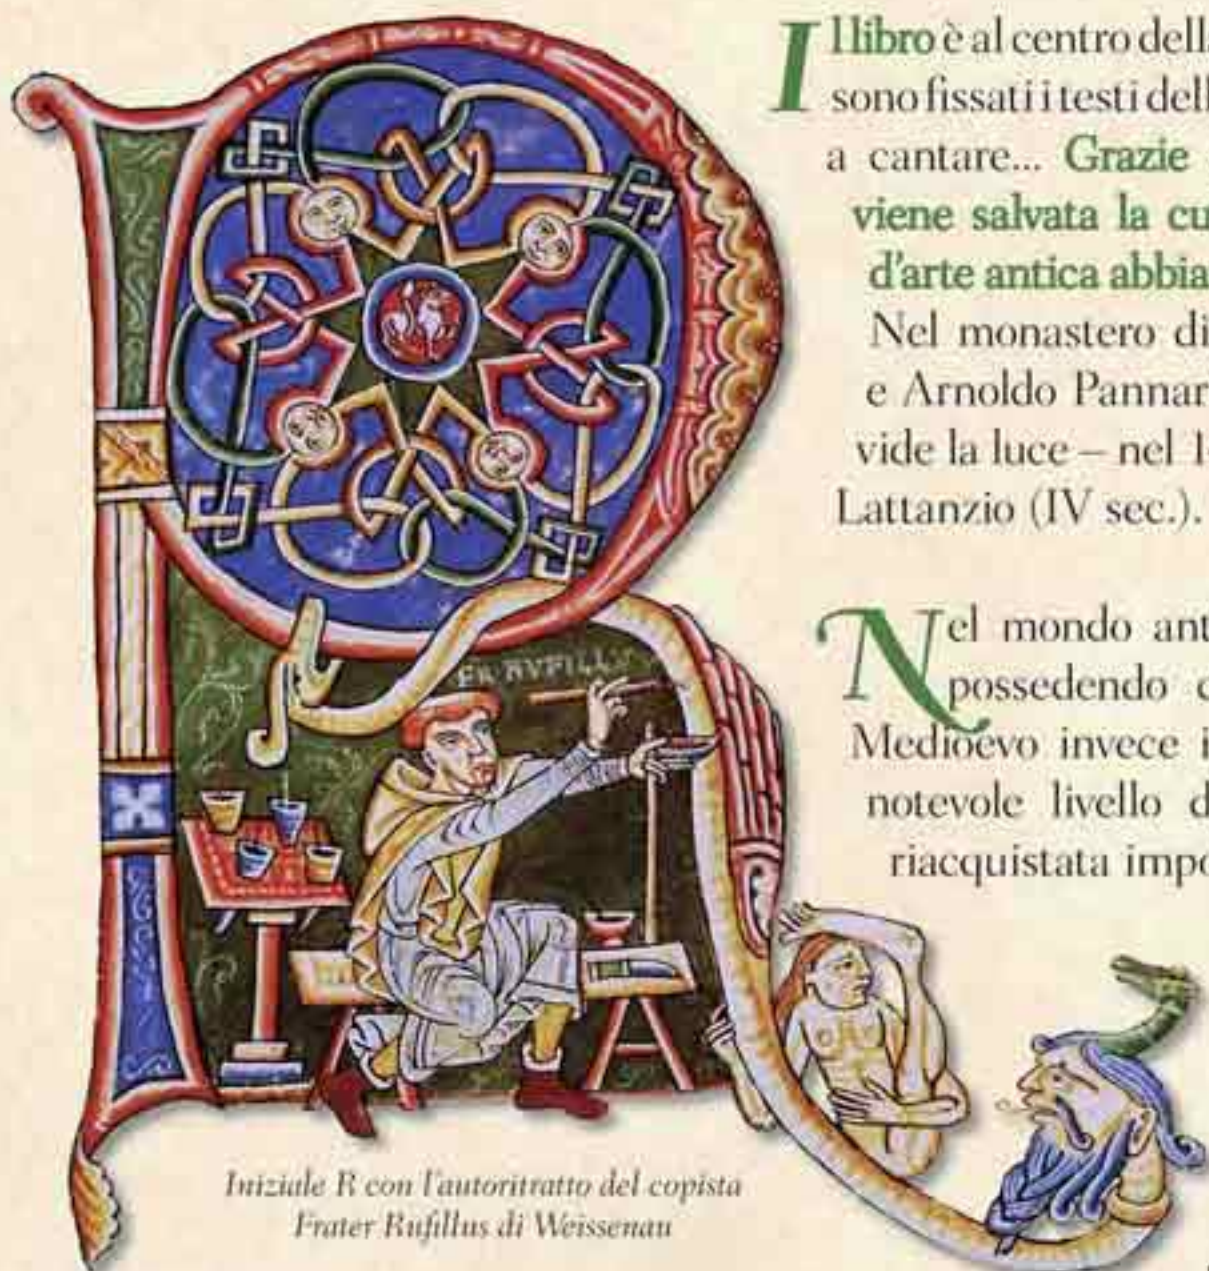 Il libro è al centro dell
sono fissati i testi dell
a cantare... Grazie
viene salvata la cu
d'arte antica abbia
Nel monastero di
e Arnoldo Pannar
vide la luce – nel 1
Lattanzio (IV sec.).
Nel mondo ant
possedendo
Medioevo invece i
notevole livello d
riacquistata impo
FR RVFILLVS
Iniziale R con l'autoritratto del copista
Frater Rufillus di Weissenau